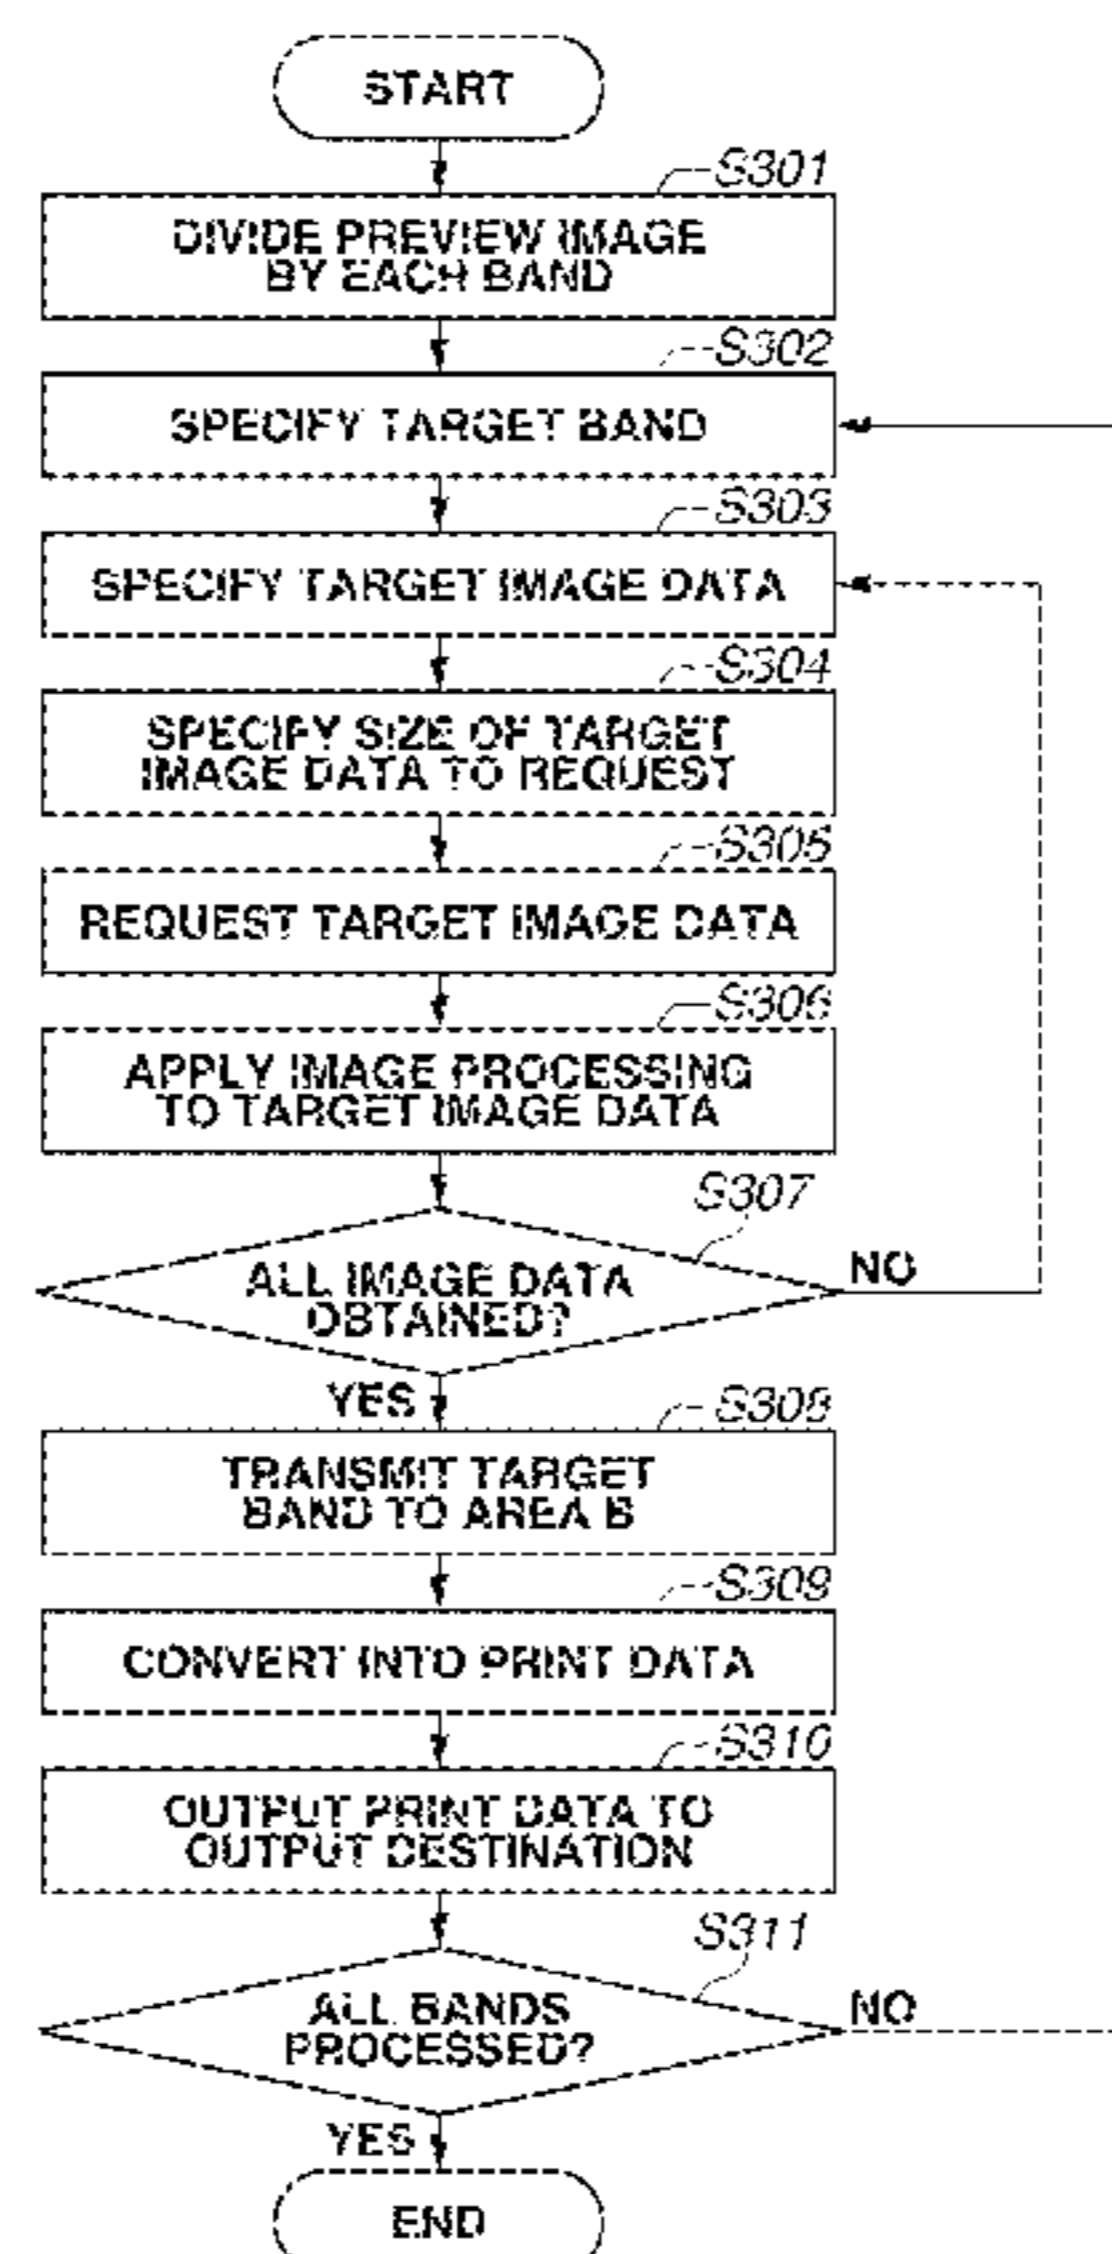 START
S301
DIVIDE PREVIEW IMAGE
BY EACH BAND
S302
SPECIFY TARGET BAND
S303
SPECIFY TARGET IMAGE DATA
S304
SPECIFY SIZE OF TARGET
IMAGE DATA TO REQUEST
S305
REQUEST TARGET IMAGE DATA
S306
APPLY IMAGE PROCESSING
TO TARGET IMAGE DATA
S307
ALL IMAGE DATA
OBTAINED?
NO
YES
S308
TRANSMIT TARGET
BAND TO AREA B
S309
CONVERT INTO PRINT DATA
S310
OUTPUT PRINT DATA TO
OUTPUT DESTINATION
S311
ALL BANDS
PROCESSED?
NO
YES
END